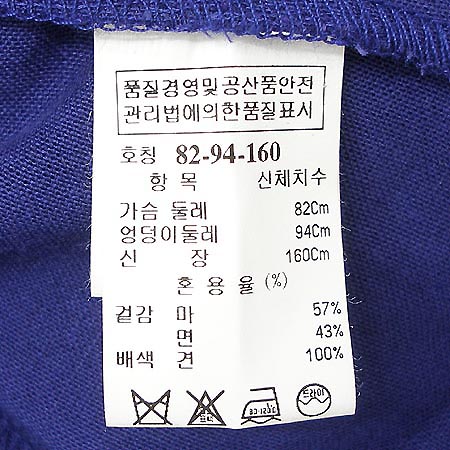 품질경영및공산품안전
관리법에의한품질표시
호칭 82-94-160
항 목 신체치수
가슴 둘레 82Cm
엉덩이둘레 94Cm
신 장 160Cm
혼 용 율 (%)
겉감 마 57%
면 43%
배색 견 100%
드라이